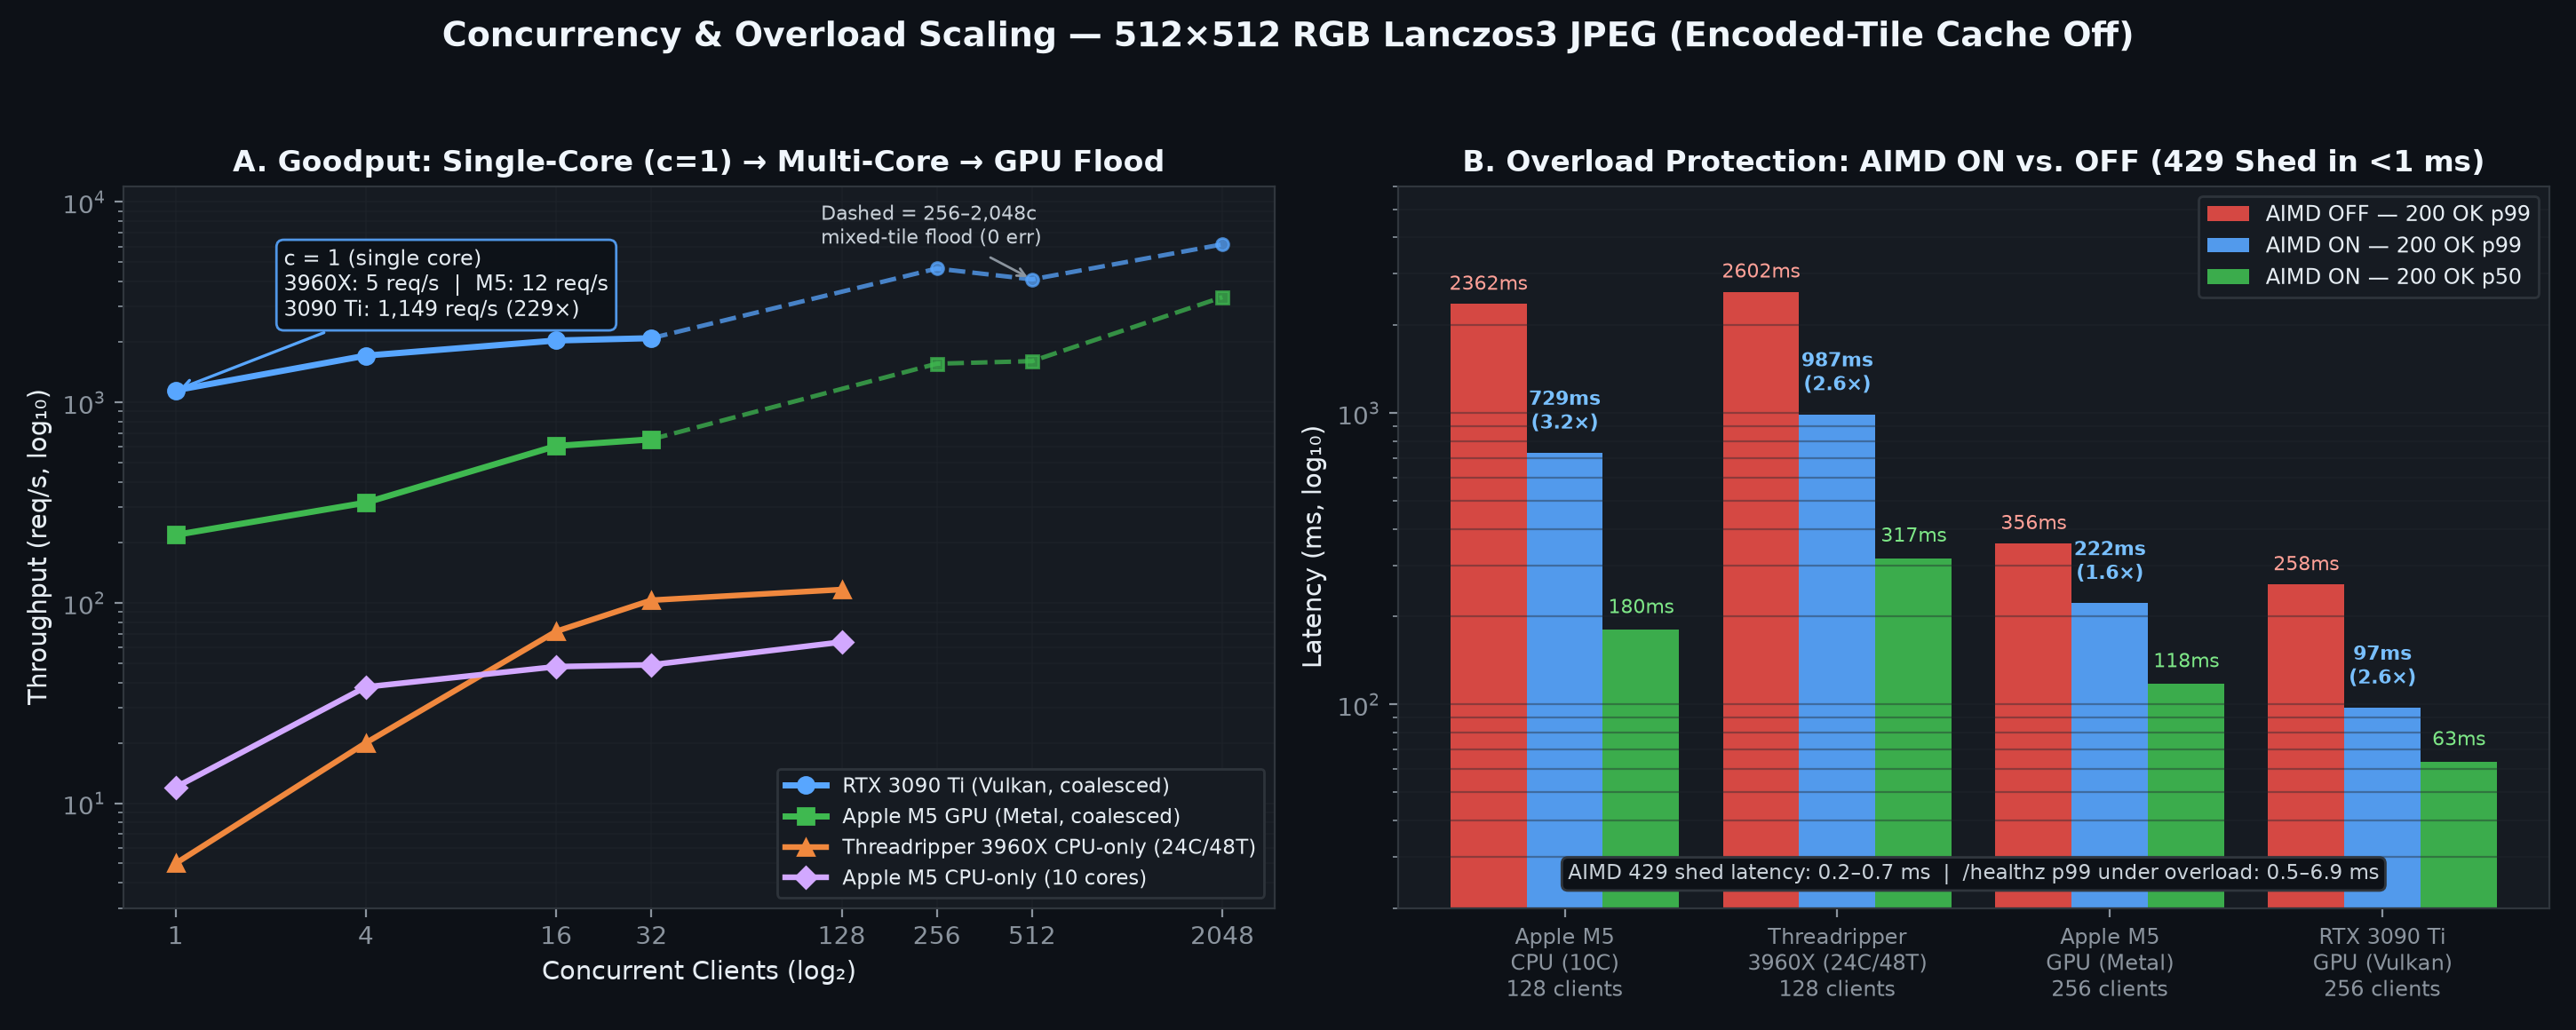 Concurrency & Overload Scaling — 512×512 RGB Lanczos3 JPEG (Encoded-Tile Cache Off)
A. Goodput: Single-Core (c=1) → Multi-Core → GPU Flood
Throughput (req/s, log₁₀)
10⁴
10³
10²
10¹
c = 1 (single core)
3960X: 5 req/s | M5: 12 req/s
3090 Ti: 1,149 req/s (229×)
Dashed = 256–2,048c
mixed-tile flood (0 err)
RTX 3090 Ti (Vulkan, coalesced)
Apple M5 GPU (Metal, coalesced)
Threadripper 3960X CPU-only (24C/48T)
Apple M5 CPU-only (10 cores)
1 4 16 32 128 256 512 2048
Concurrent Clients (log₂)
B. Overload Protection: AIMD ON vs. OFF (429 Shed in <1 ms)
Latency (ms, log₁₀)
10³
10²
AIMD OFF — 200 OK p99
AIMD ON — 200 OK p99
AIMD ON — 200 OK p50
2362ms
729ms
(3.2×)
180ms
2602ms
987ms
(2.6×)
317ms
356ms
222ms
(1.6×)
118ms
258ms
97ms
(2.6×)
63ms
AIMD 429 shed latency: 0.2–0.7 ms | /healthz p99 under overload: 0.5–6.9 ms
Apple M5
CPU (10C)
128 clients
Threadripper
3960X (24C/48T)
128 clients
Apple M5
GPU (Metal)
256 clients
RTX 3090 Ti
GPU (Vulkan)
256 clients